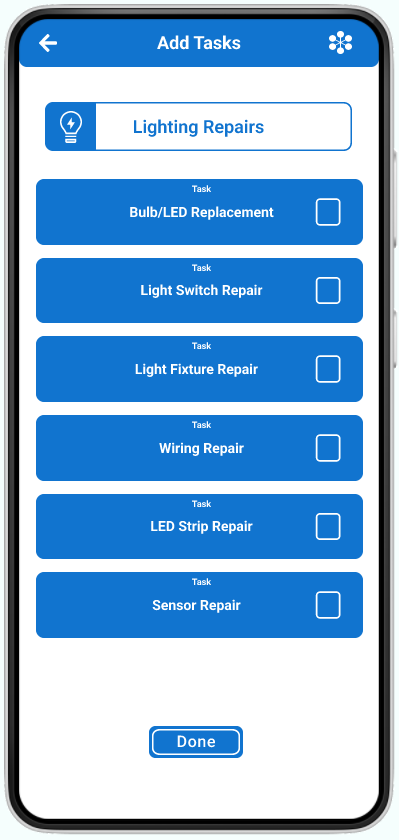 Add Tasks
Lighting Repairs
Task
Bulb/LED Replacement
Task
Light Switch Repair
Task
Light Fixture Repair
Task
Wiring Repair
Task
LED Strip Repair
Task
Sensor Repair
Done